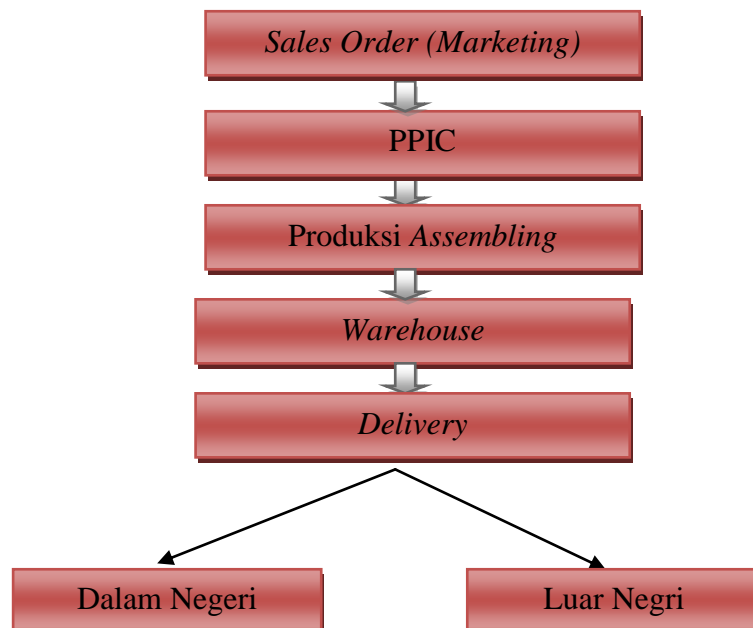 Sales Order (Marketing)
PPIC
Produksi Assembling
Warehouse
Delivery
Dalam Negeri
Luar Negri